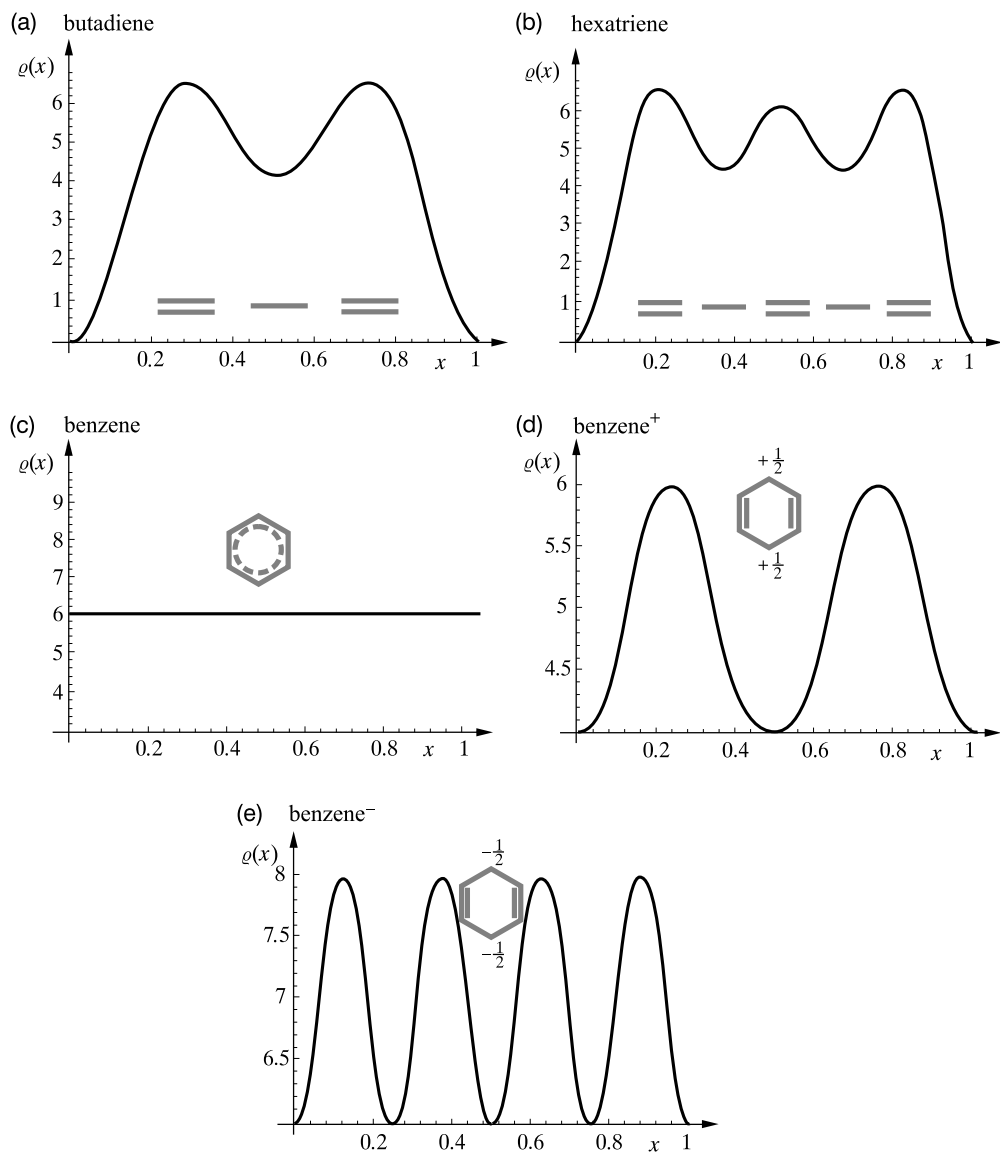 (a) butadiene
ϱ(x)
6
5
4
3
2
1
0.2 0.4 0.6 0.8 x 1
(b) hexatriene
ϱ(x)
6
5
4
3
2
1
0.2 0.4 0.6 0.8 x 1
(c) benzene
ϱ(x)
9
8
7
6
5
4
0.2 0.4 0.6 0.8 x 1
(d) benzene⁺
ϱ(x)
+½
6
+½
5.5
5
4.5
0.2 0.4 0.6 0.8 x 1
(e) benzene⁻
ϱ(x)
−½
8
−½
7.5
7
6.5
0.2 0.4 0.6 0.8 x 1